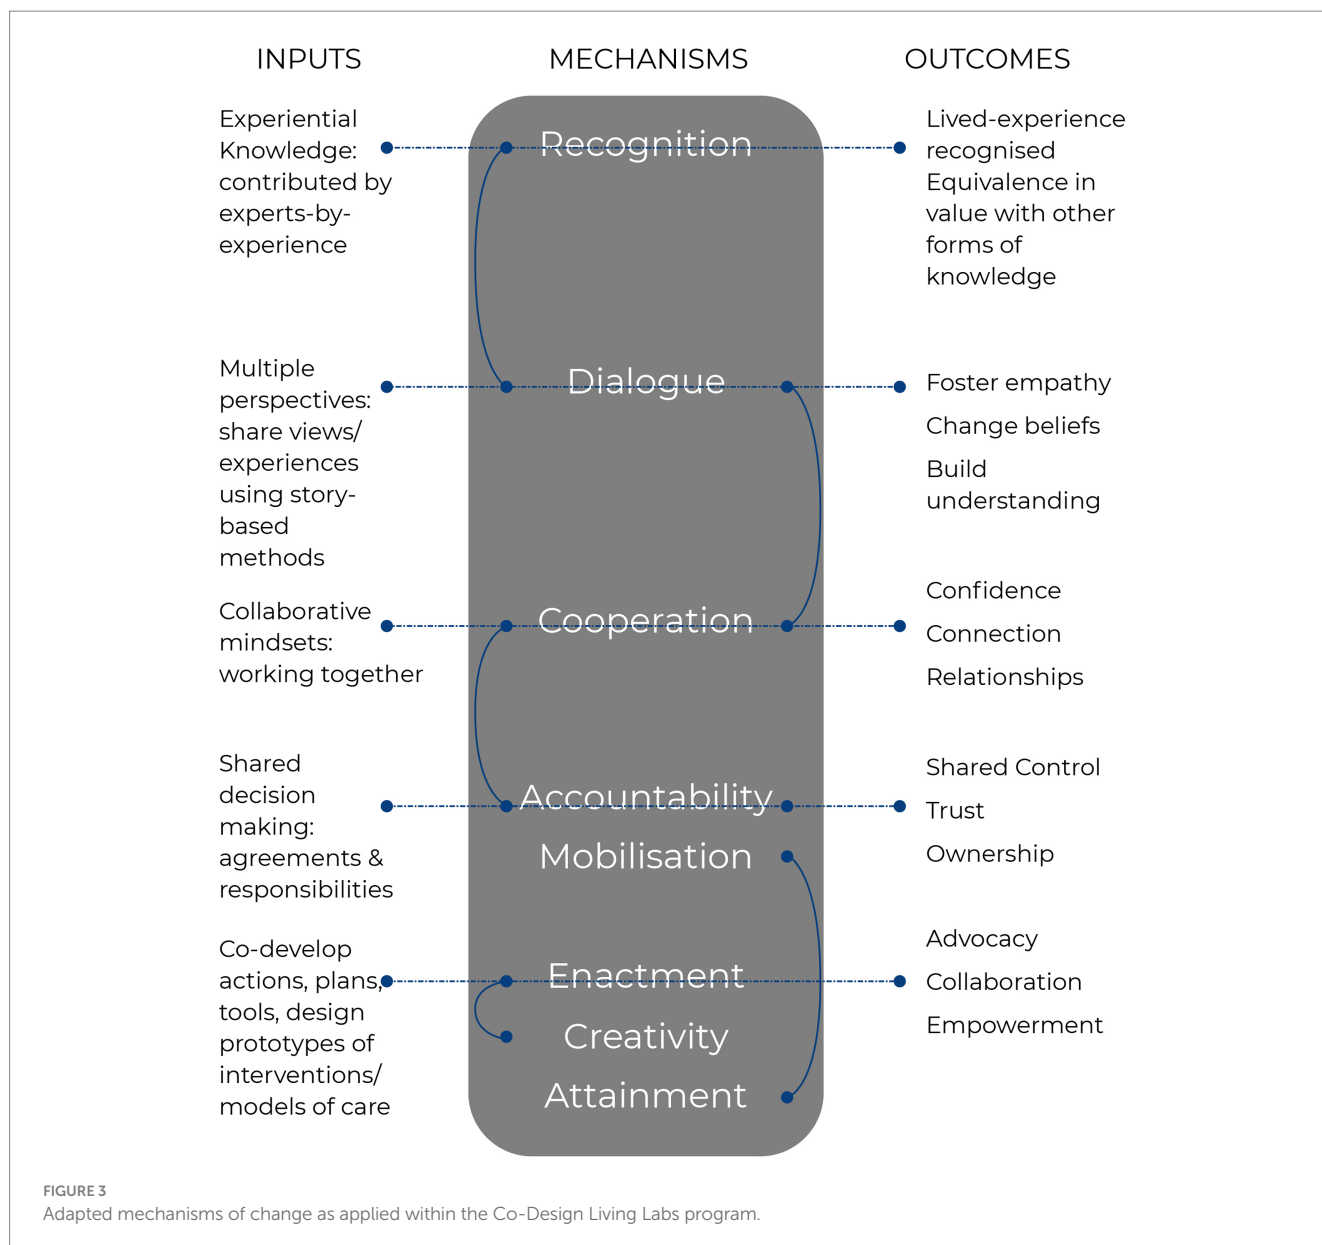 INPUTS
MECHANISMS
OUTCOMES
Experiential
Knowledge:
contributed by
experts-by-
experience
Recognition
Lived-experience
recognised
Equivalence in
value with other
forms of
knowledge
Multiple
perspectives:
share views/
experiences
using story-
based
methods
Dialogue
Foster empathy
Change beliefs
Build
understanding
Collaborative
mindsets:
working together
Cooperation
Confidence
Connection
Relationships
Shared
decision
making:
agreements &
responsibilities
Accountability
Mobilisation
Shared Control
Trust
Ownership
Co-develop
actions, plans,
tools, design
prototypes of
interventions/
models of care
Enactment
Creativity
Attainment
Advocacy
Collaboration
Empowerment
FIGURE 3
Adapted mechanisms of change as applied within the Co-Design Living Labs program.